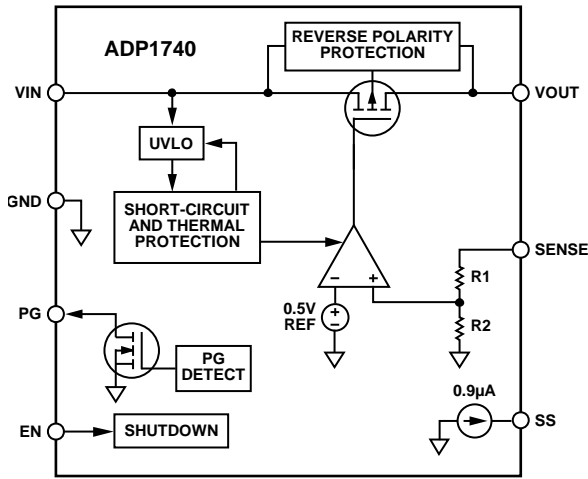 ADP1740
REVERSE POLARITY
PROTECTION
VIN
VOUT
UVLO
GND
SHORT-CIRCUIT
AND THERMAL
PROTECTION
SENSE
R1
– +
PG
0.5V
REF
+
–
R2
PG
DETECT
0.9µA
EN
SHUTDOWN
SS